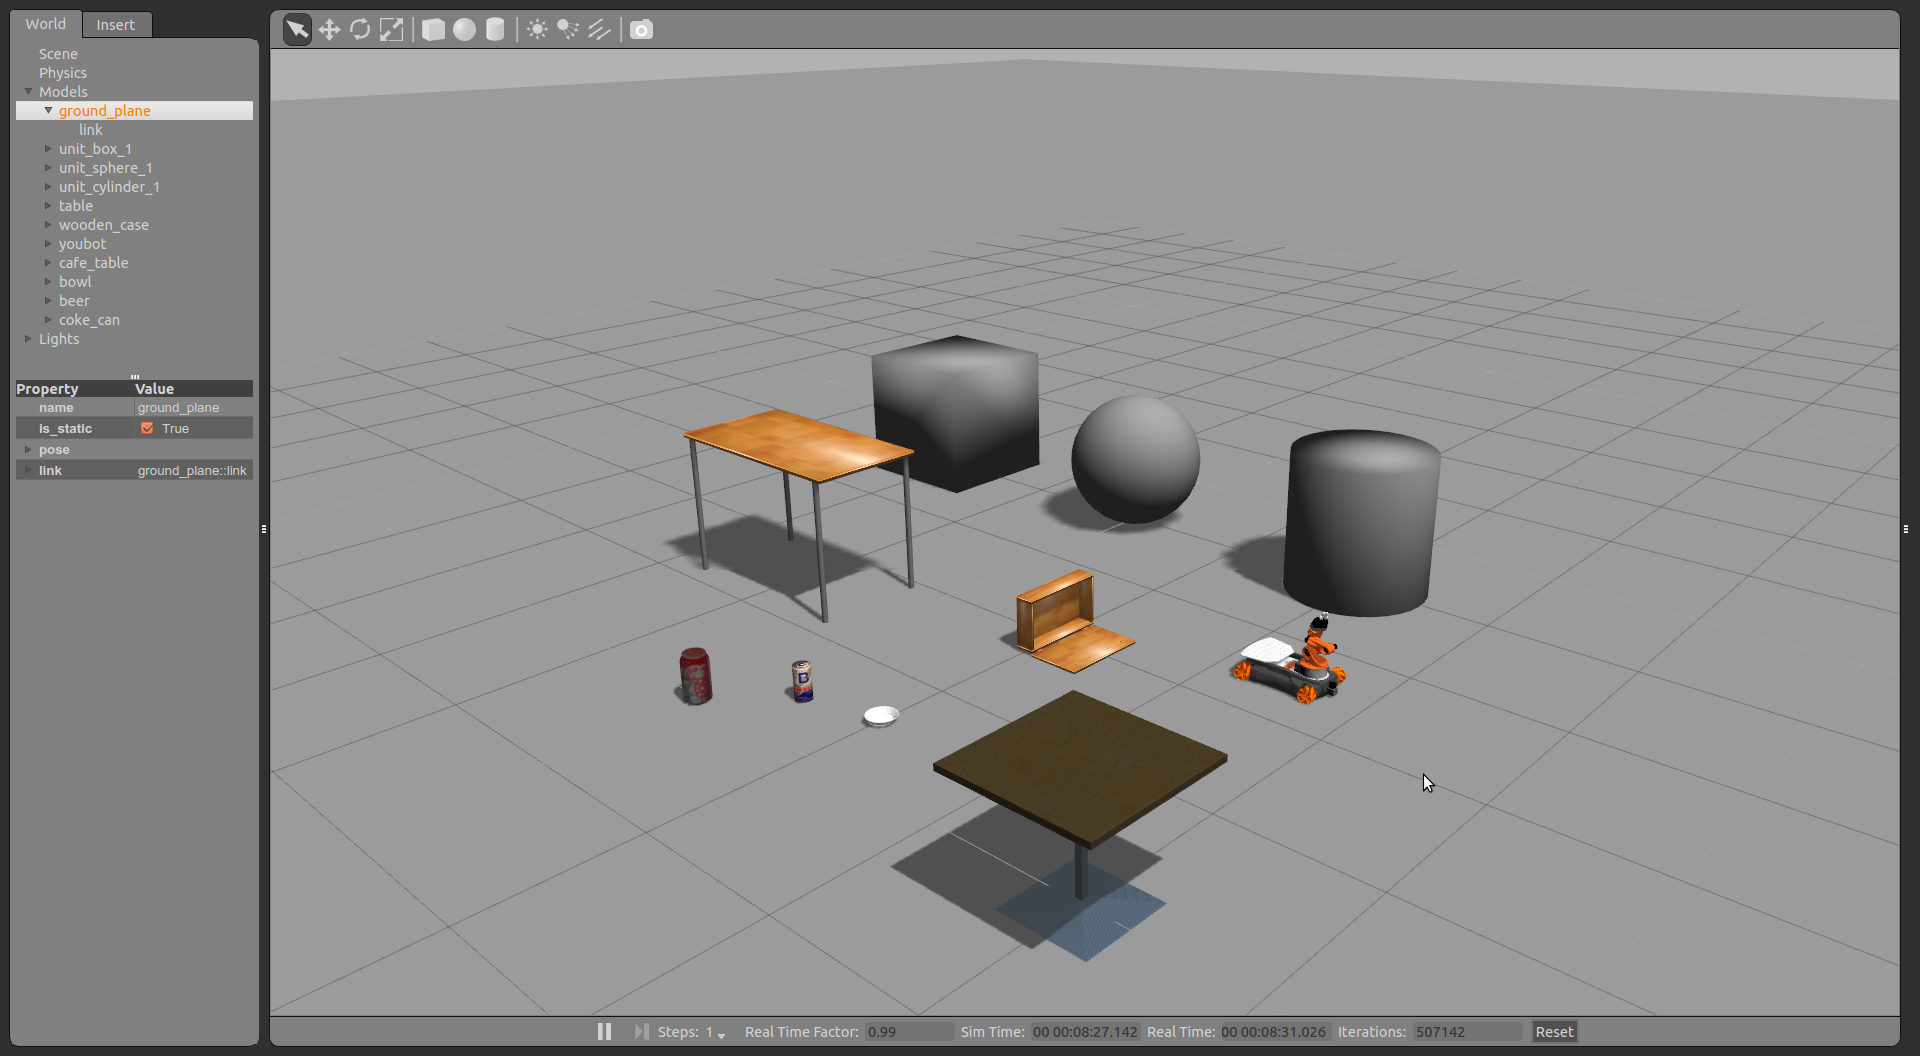 World Insert
Scene
Physics
Models
ground_plane
link
unit_box_1
unit_sphere_1
unit_cylinder_1
table
wooden_case
youbot
cafe_table
bowl
beer
coke_can
Lights
Property Value
name ground_plane
is_static True
pose
link ground_plane::link
B
Steps: 1 Real Time Factor: 0.99 Sim Time: 00 00:08:27.142 Real Time: 00 00:08:31.026 Iterations: 507142 Reset